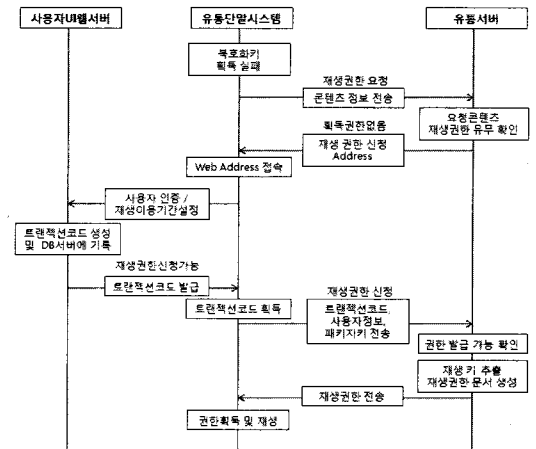 사용자UI웹서버
유통단말시스템
유통서버
복호화키
획득 실패
재생권한 요청
콘텐츠 정보 전송
요청콘텐츠
재생권한 유무 확인
획득권한없음
재생 권한 신청
Address
Web Address 접속
사용자 인증 /
재생이용기간설정
트랜잭션코드 생성
및 DB서버에 기록
재생권한신청가능
트랜잭션코드 발급
트랜잭션코드 획득
재생권한 신청
트랜잭션코드,
사용자정보,
패키지키 전송
권한 발급 가능 확인
재생 키 추출
재생권한 문서 생성
재생권한 전송
권한획득 및 재생